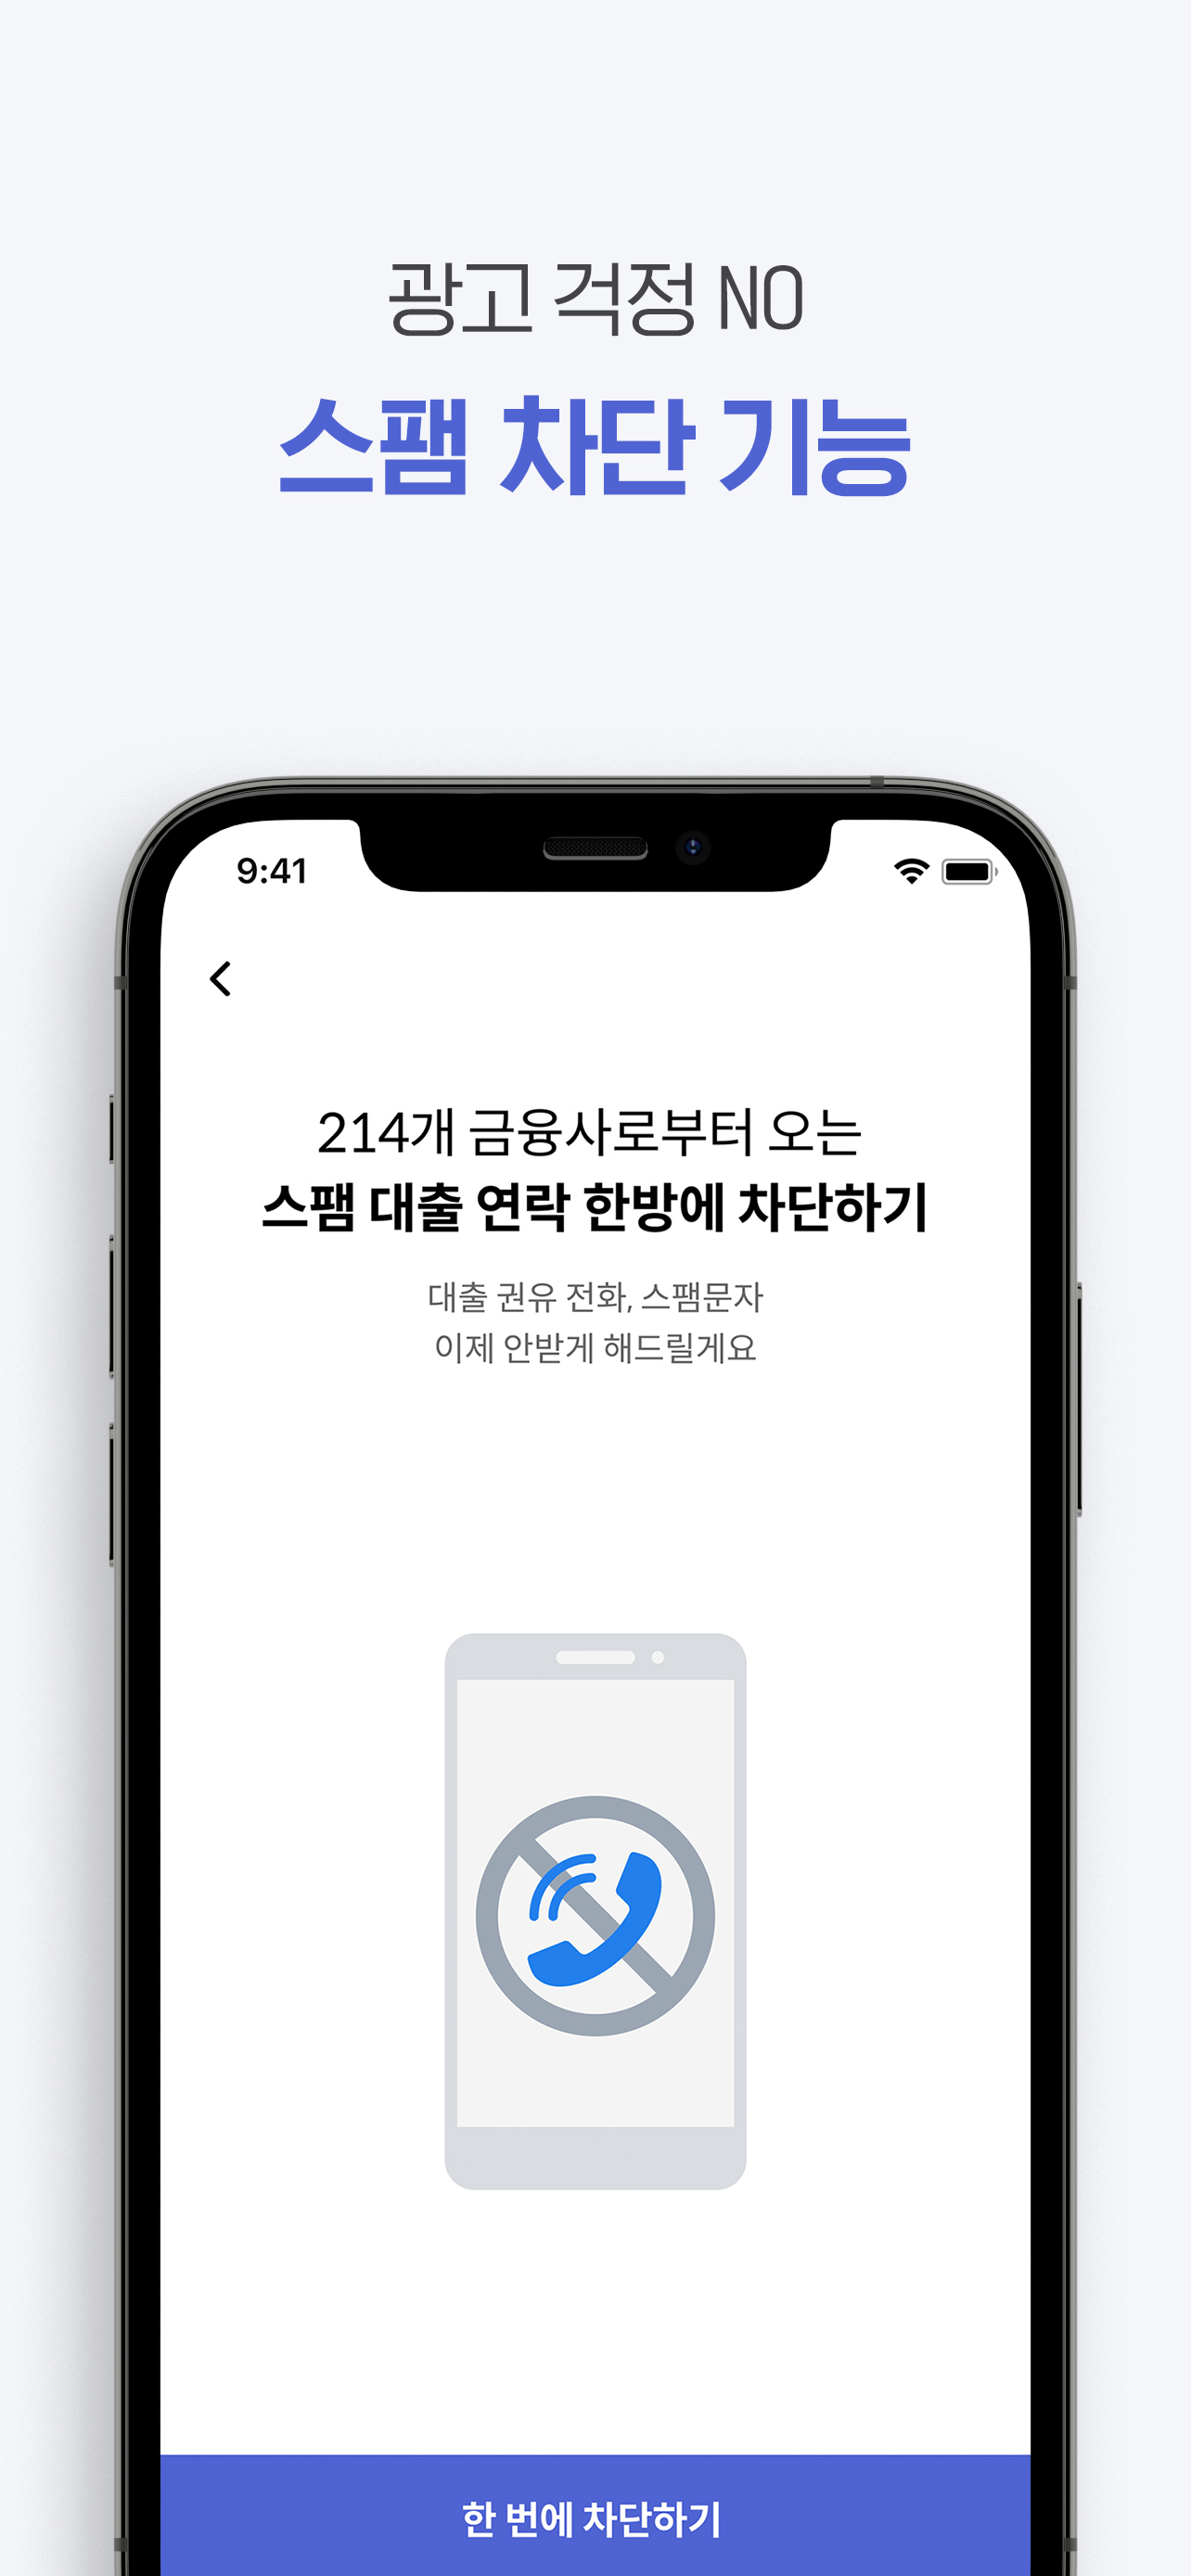 광고 걱정 NO
스팸 차단 기능
9:41
214개 금융사로부터 오는
스팸 대출 연락 한방에 차단하기
대출 권유 전화, 스팸문자
이제 안받게 해드릴게요
한 번에 차단하기